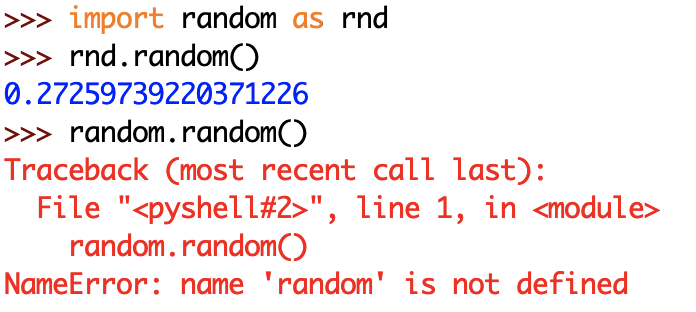 >>> import random as rnd
>>> rnd.random()
0.27259739220371226
>>> random.random()
Traceback (most recent call last):
  File "<pyshell#2>", line 1, in <module>
    random.random()
NameError: name 'random' is not defined